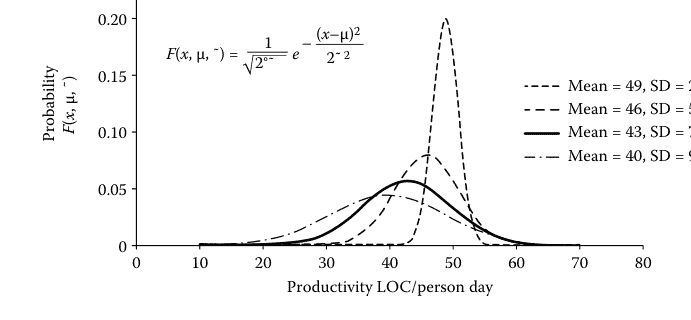 0.20
0.15
0.10
0.05
0
Probability
F(x, µ, ˜)
F(x, µ, ˜) = 1 / √2°˜ e − (x−µ)2 / 2˜ 2
Mean = 49, SD = 2
Mean = 46, SD = 5
Mean = 43, SD = 7
Mean = 40, SD = 9
10 20 30 40 50 60 70 80
Productivity LOC/person day